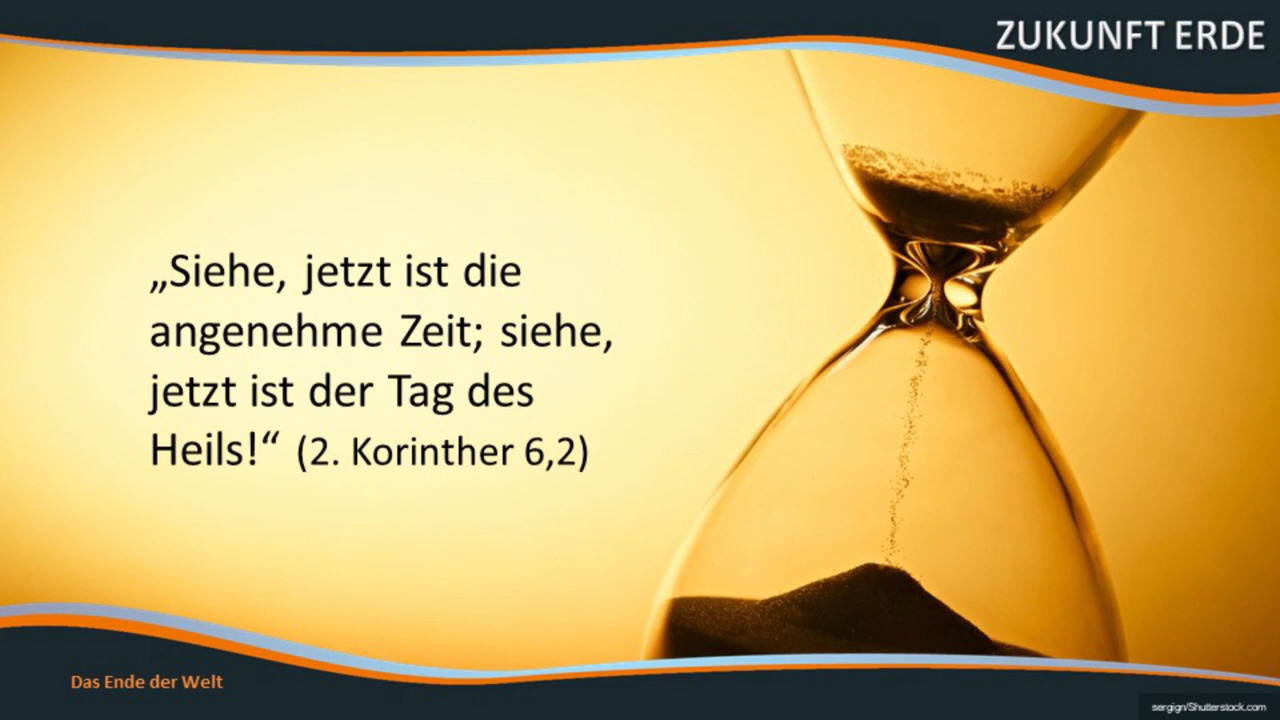 ZUKUNFT ERDE
„Siehe, jetzt ist die
angenehme Zeit; siehe,
jetzt ist der Tag des
Heils!“ (2. Korinther 6,2)
Das Ende der Welt
sergign/Shutterstock.com